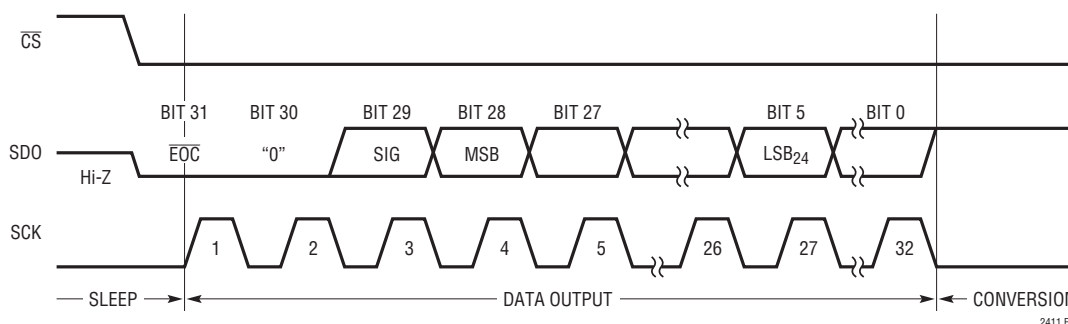 CS
BIT 31 BIT 30 BIT 29 BIT 28 BIT 27 BIT 5 BIT 0
SDO EOC “0” SIG MSB LSB24
Hi-Z
SCK 1 2 3 4 5 26 27 32
SLEEP DATA OUTPUT CONVERSION
2411 F